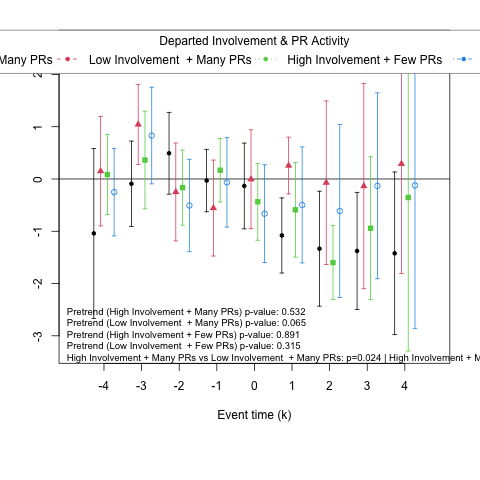 Departed Involvement & PR Activity
Many PRs Low Involvement + Many PRs High Involvement + Few PRs
2
1
0
-1
-2
-3
Pretrend (High Involvement + Many PRs) p-value: 0.532
Pretrend (Low Involvement + Many PRs) p-value: 0.065
Pretrend (High Involvement + Few PRs) p-value: 0.891
Pretrend (Low Involvement + Few PRs) p-value: 0.315
High Involvement + Many PRs vs Low Involvement + Many PRs: p=0.024 | High Involvement + M
-4 -3 -2 -1 0 1 2 3 4
Event time (k)